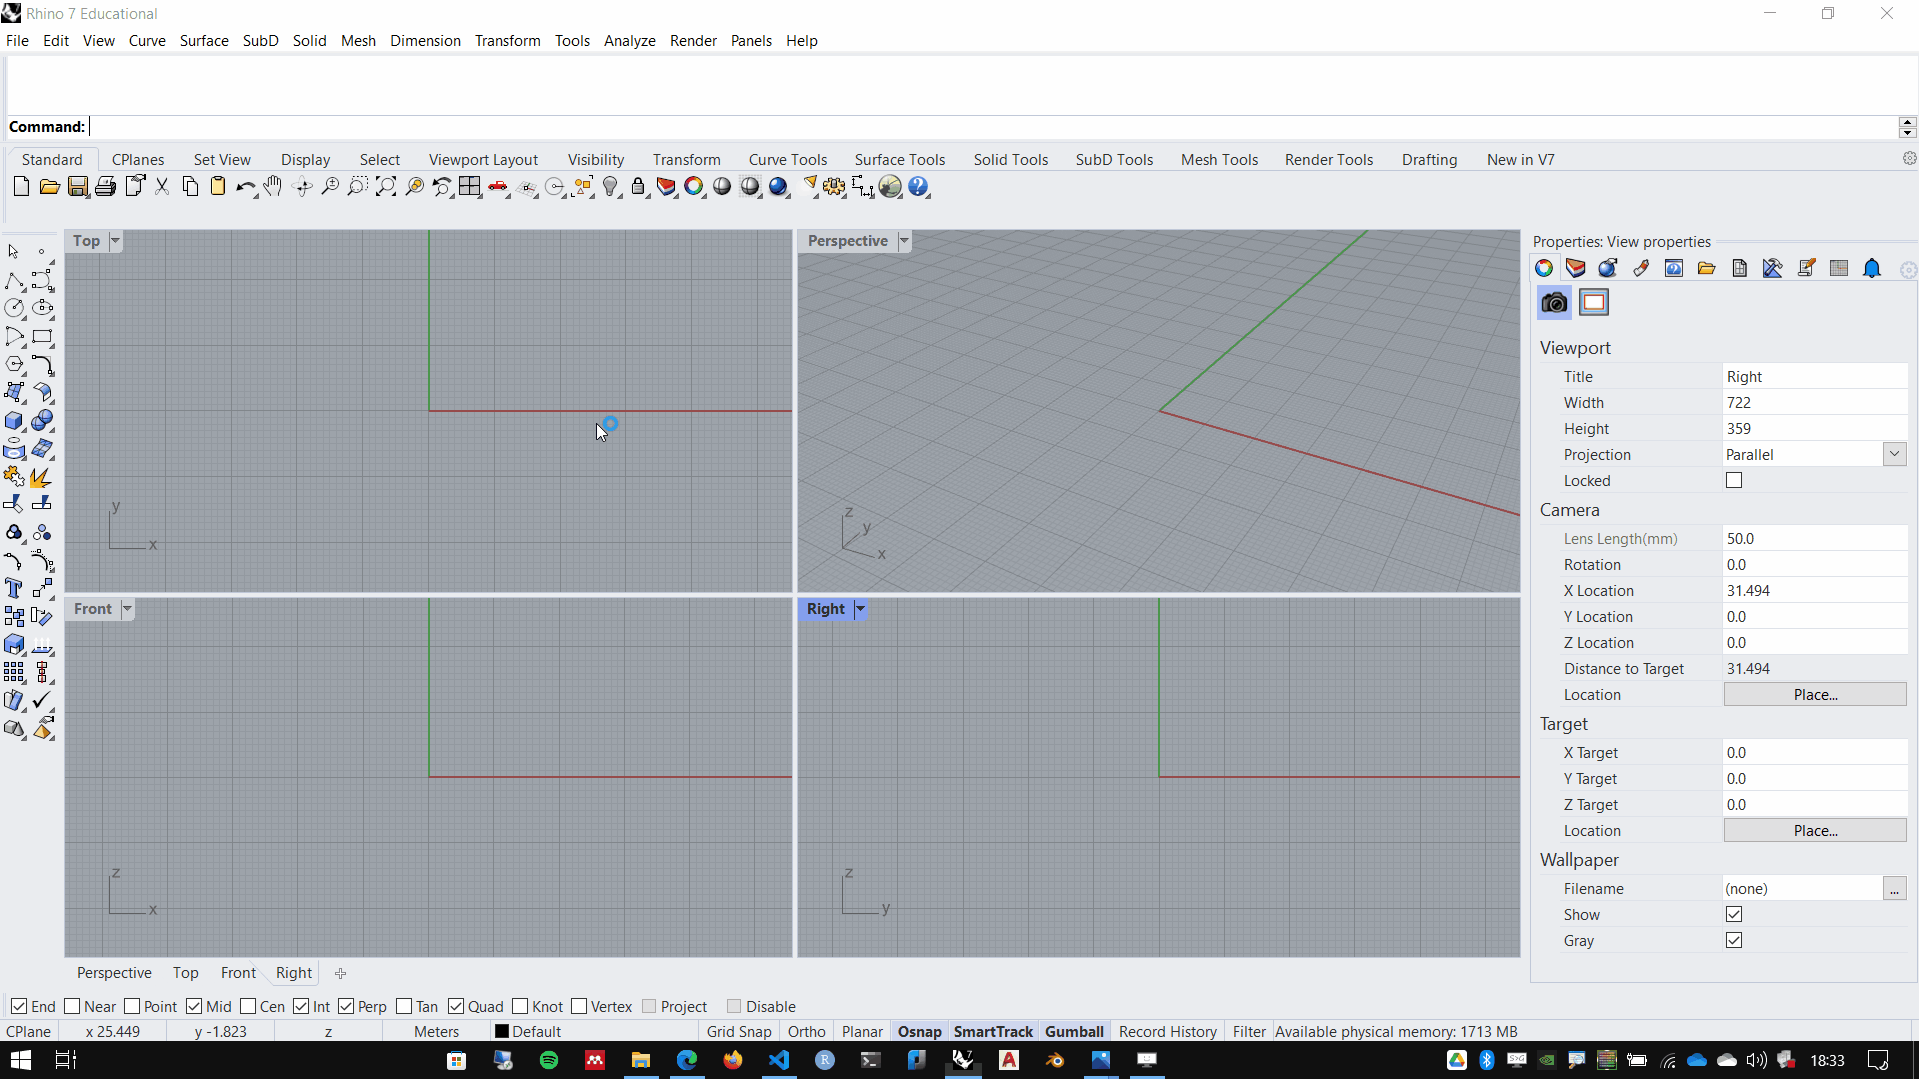 Rhino 7 Educational
File Edit View Curve Surface SubD Solid Mesh Dimension Transform Tools Analyze Render Panels Help
Command:
Standard CPlanes Set View Display Select Viewport Layout Visibility Transform Curve Tools Surface Tools Solid Tools SubD Tools Mesh Tools Render Tools Drafting New in V7
Top
y
x
Perspective
z
y
x
Front
z
x
Right
z
y
Properties: View properties
Viewport
Title Right
Width 722
Height 359
Projection Parallel
Locked
Camera
Lens Length(mm) 50.0
Rotation 0.0
X Location 31.494
Y Location 0.0
Z Location 0.0
Distance to Target 31.494
Location Place...
Target
X Target 0.0
Y Target 0.0
Z Target 0.0
Location Place...
Wallpaper
Filename (none) ...
Show
Gray
Perspective Top Front Right
End Near Point Mid Cen Int Perp Tan Quad Knot Vertex Project Disable
CPlane x 25.449 y -1.823 z Meters Default Grid Snap Ortho Planar Osnap SmartTrack Gumball Record History Filter Available physical memory: 1713 MB
18:33